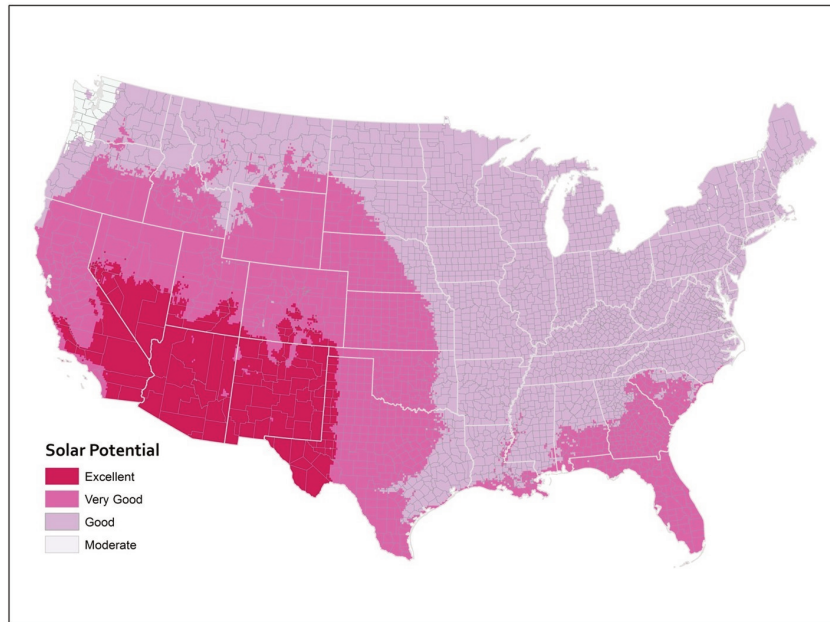 Solar Potential
Excellent
Very Good
Good
Moderate